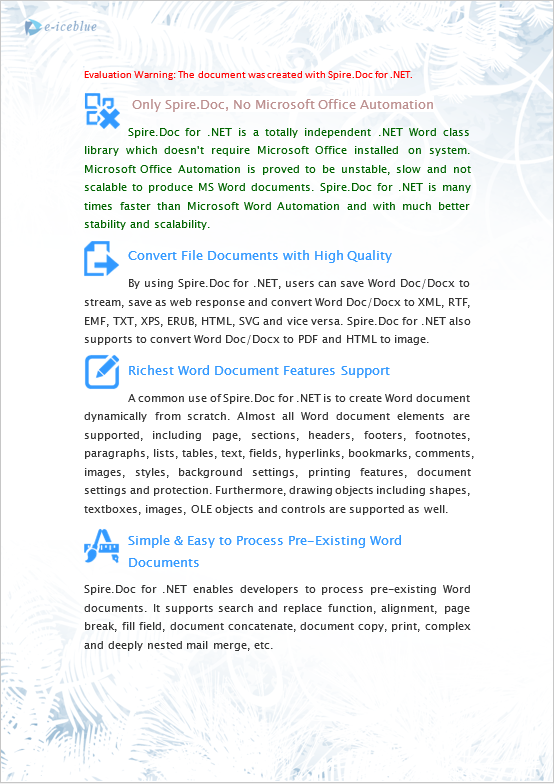 e-iceblue
Evaluation Warning: The document was created with Spire.Doc for .NET.
Only Spire.Doc, No Microsoft Office Automation
Spire.Doc for .NET is a totally independent .NET Word class
library which doesn't require Microsoft Office installed on system.
Microsoft Office Automation is proved to be unstable, slow and not
scalable to produce MS Word documents. Spire.Doc for .NET is many
times faster than Microsoft Word Automation and with much better
stability and scalability.
Convert File Documents with High Quality
By using Spire.Doc for .NET, users can save Word Doc/Docx to
stream, save as web response and convert Word Doc/Docx to XML, RTF,
EMF, TXT, XPS, ERUB, HTML, SVG and vice versa. Spire.Doc for .NET also
supports to convert Word Doc/Docx to PDF and HTML to image.
Richest Word Document Features Support
A common use of Spire.Doc for .NET is to create Word document
dynamically from scratch. Almost all Word document elements are
supported, including page, sections, headers, footers, footnotes,
paragraphs, lists, tables, text, fields, hyperlinks, bookmarks, comments,
images, styles, background settings, printing features, document
settings and protection. Furthermore, drawing objects including shapes,
textboxes, images, OLE objects and controls are supported as well.
Simple & Easy to Process Pre-Existing Word
Documents
Spire.Doc for .NET enables developers to process pre-existing Word
documents. It supports search and replace function, alignment, page
break, fill field, document concatenate, document copy, print, complex
and deeply nested mail merge, etc.